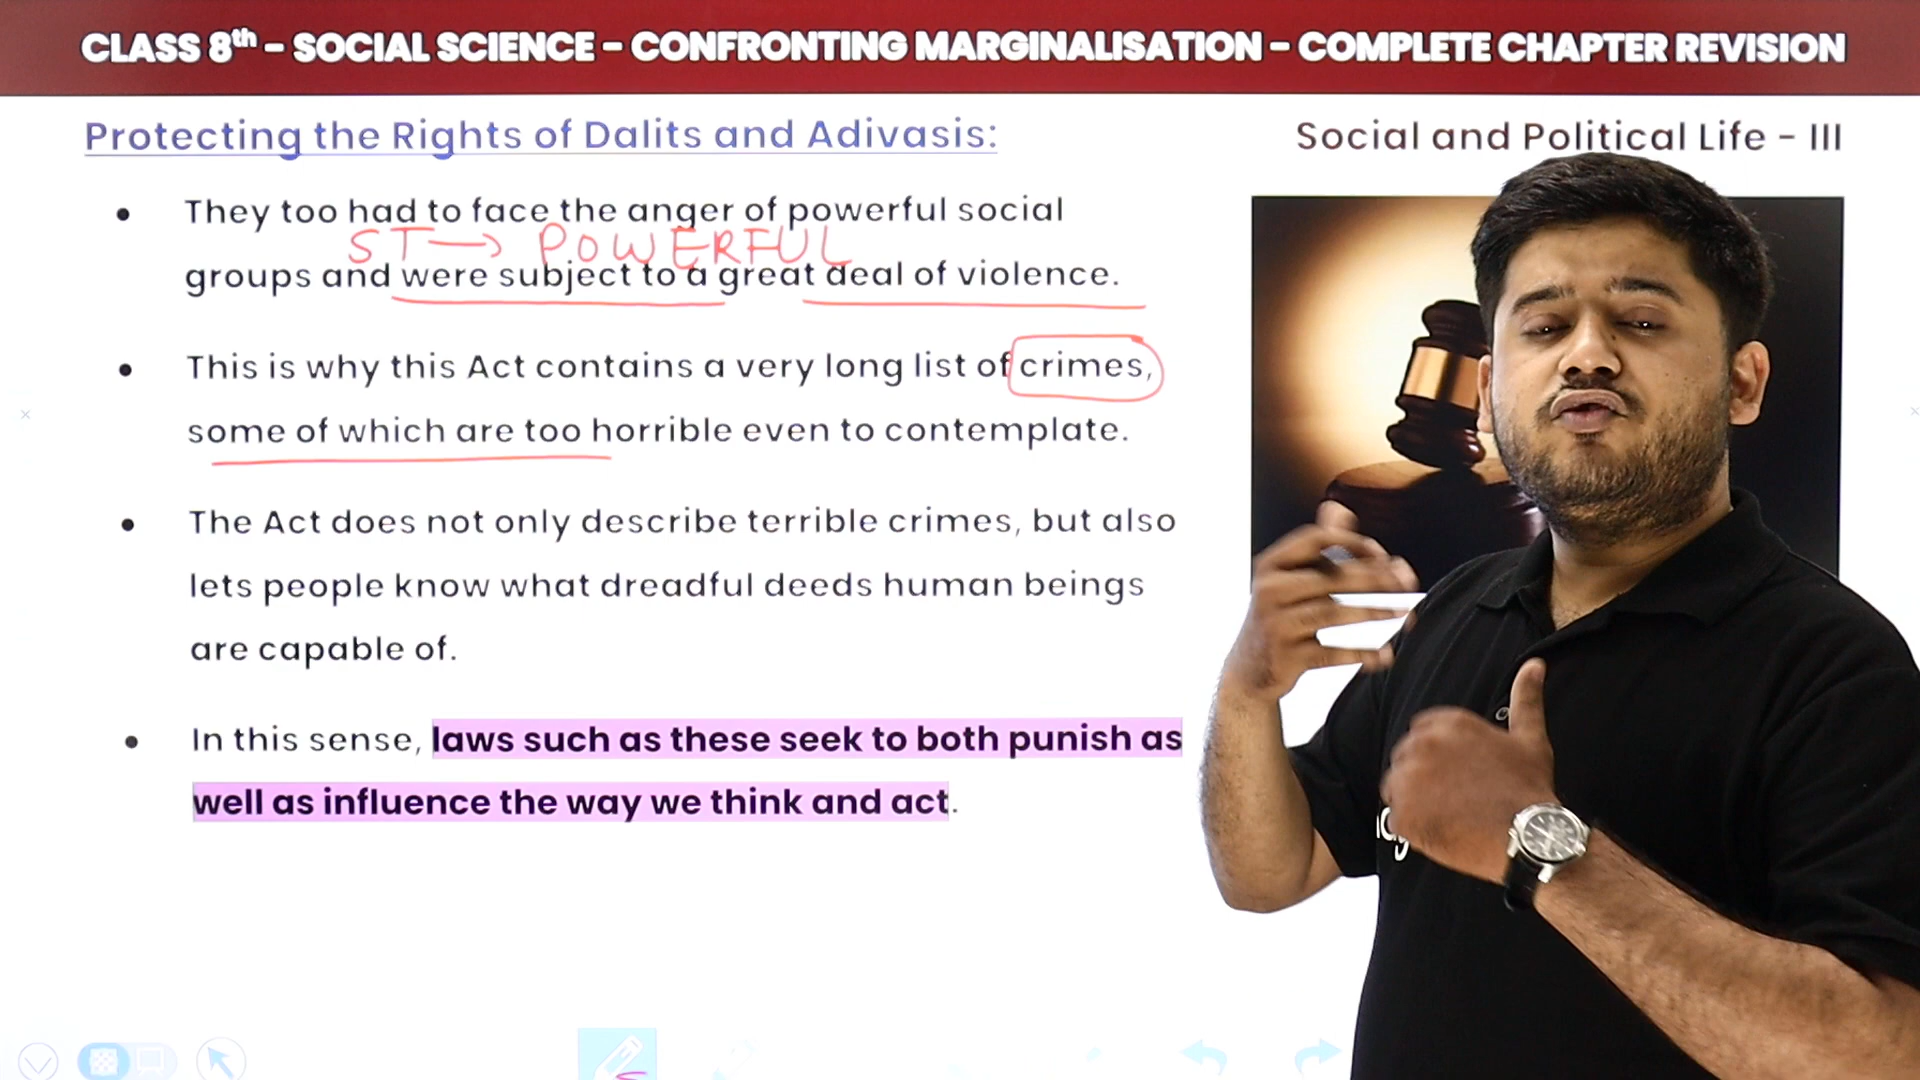 CLASS 8th – SOCIAL SCIENCE – CONFRONTING MARGINALISATION – COMPLETE CHAPTER REVISION
Protecting the Rights of Dalits and Adivasis:
Social and Political Life – III
• They too had to face the anger of powerful social
ST → POWERFUL
groups and were subject to a great deal of violence.
• This is why this Act contains a very long list of crimes,
some of which are too horrible even to contemplate.
• The Act does not only describe terrible crimes, but also
lets people know what dreadful deeds human beings
are capable of.
• In this sense, laws such as these seek to both punish as
well as influence the way we think and act.